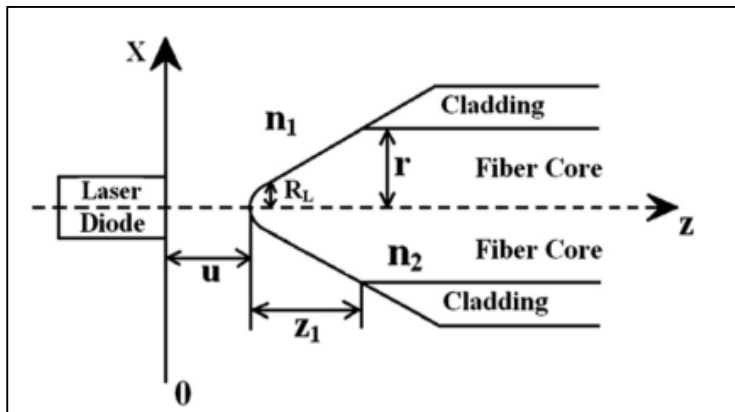 X
Cladding
n₁
r
Fiber Core
Laser
Diode
R_L
z
n₂
Fiber Core
u
Cladding
z₁
0